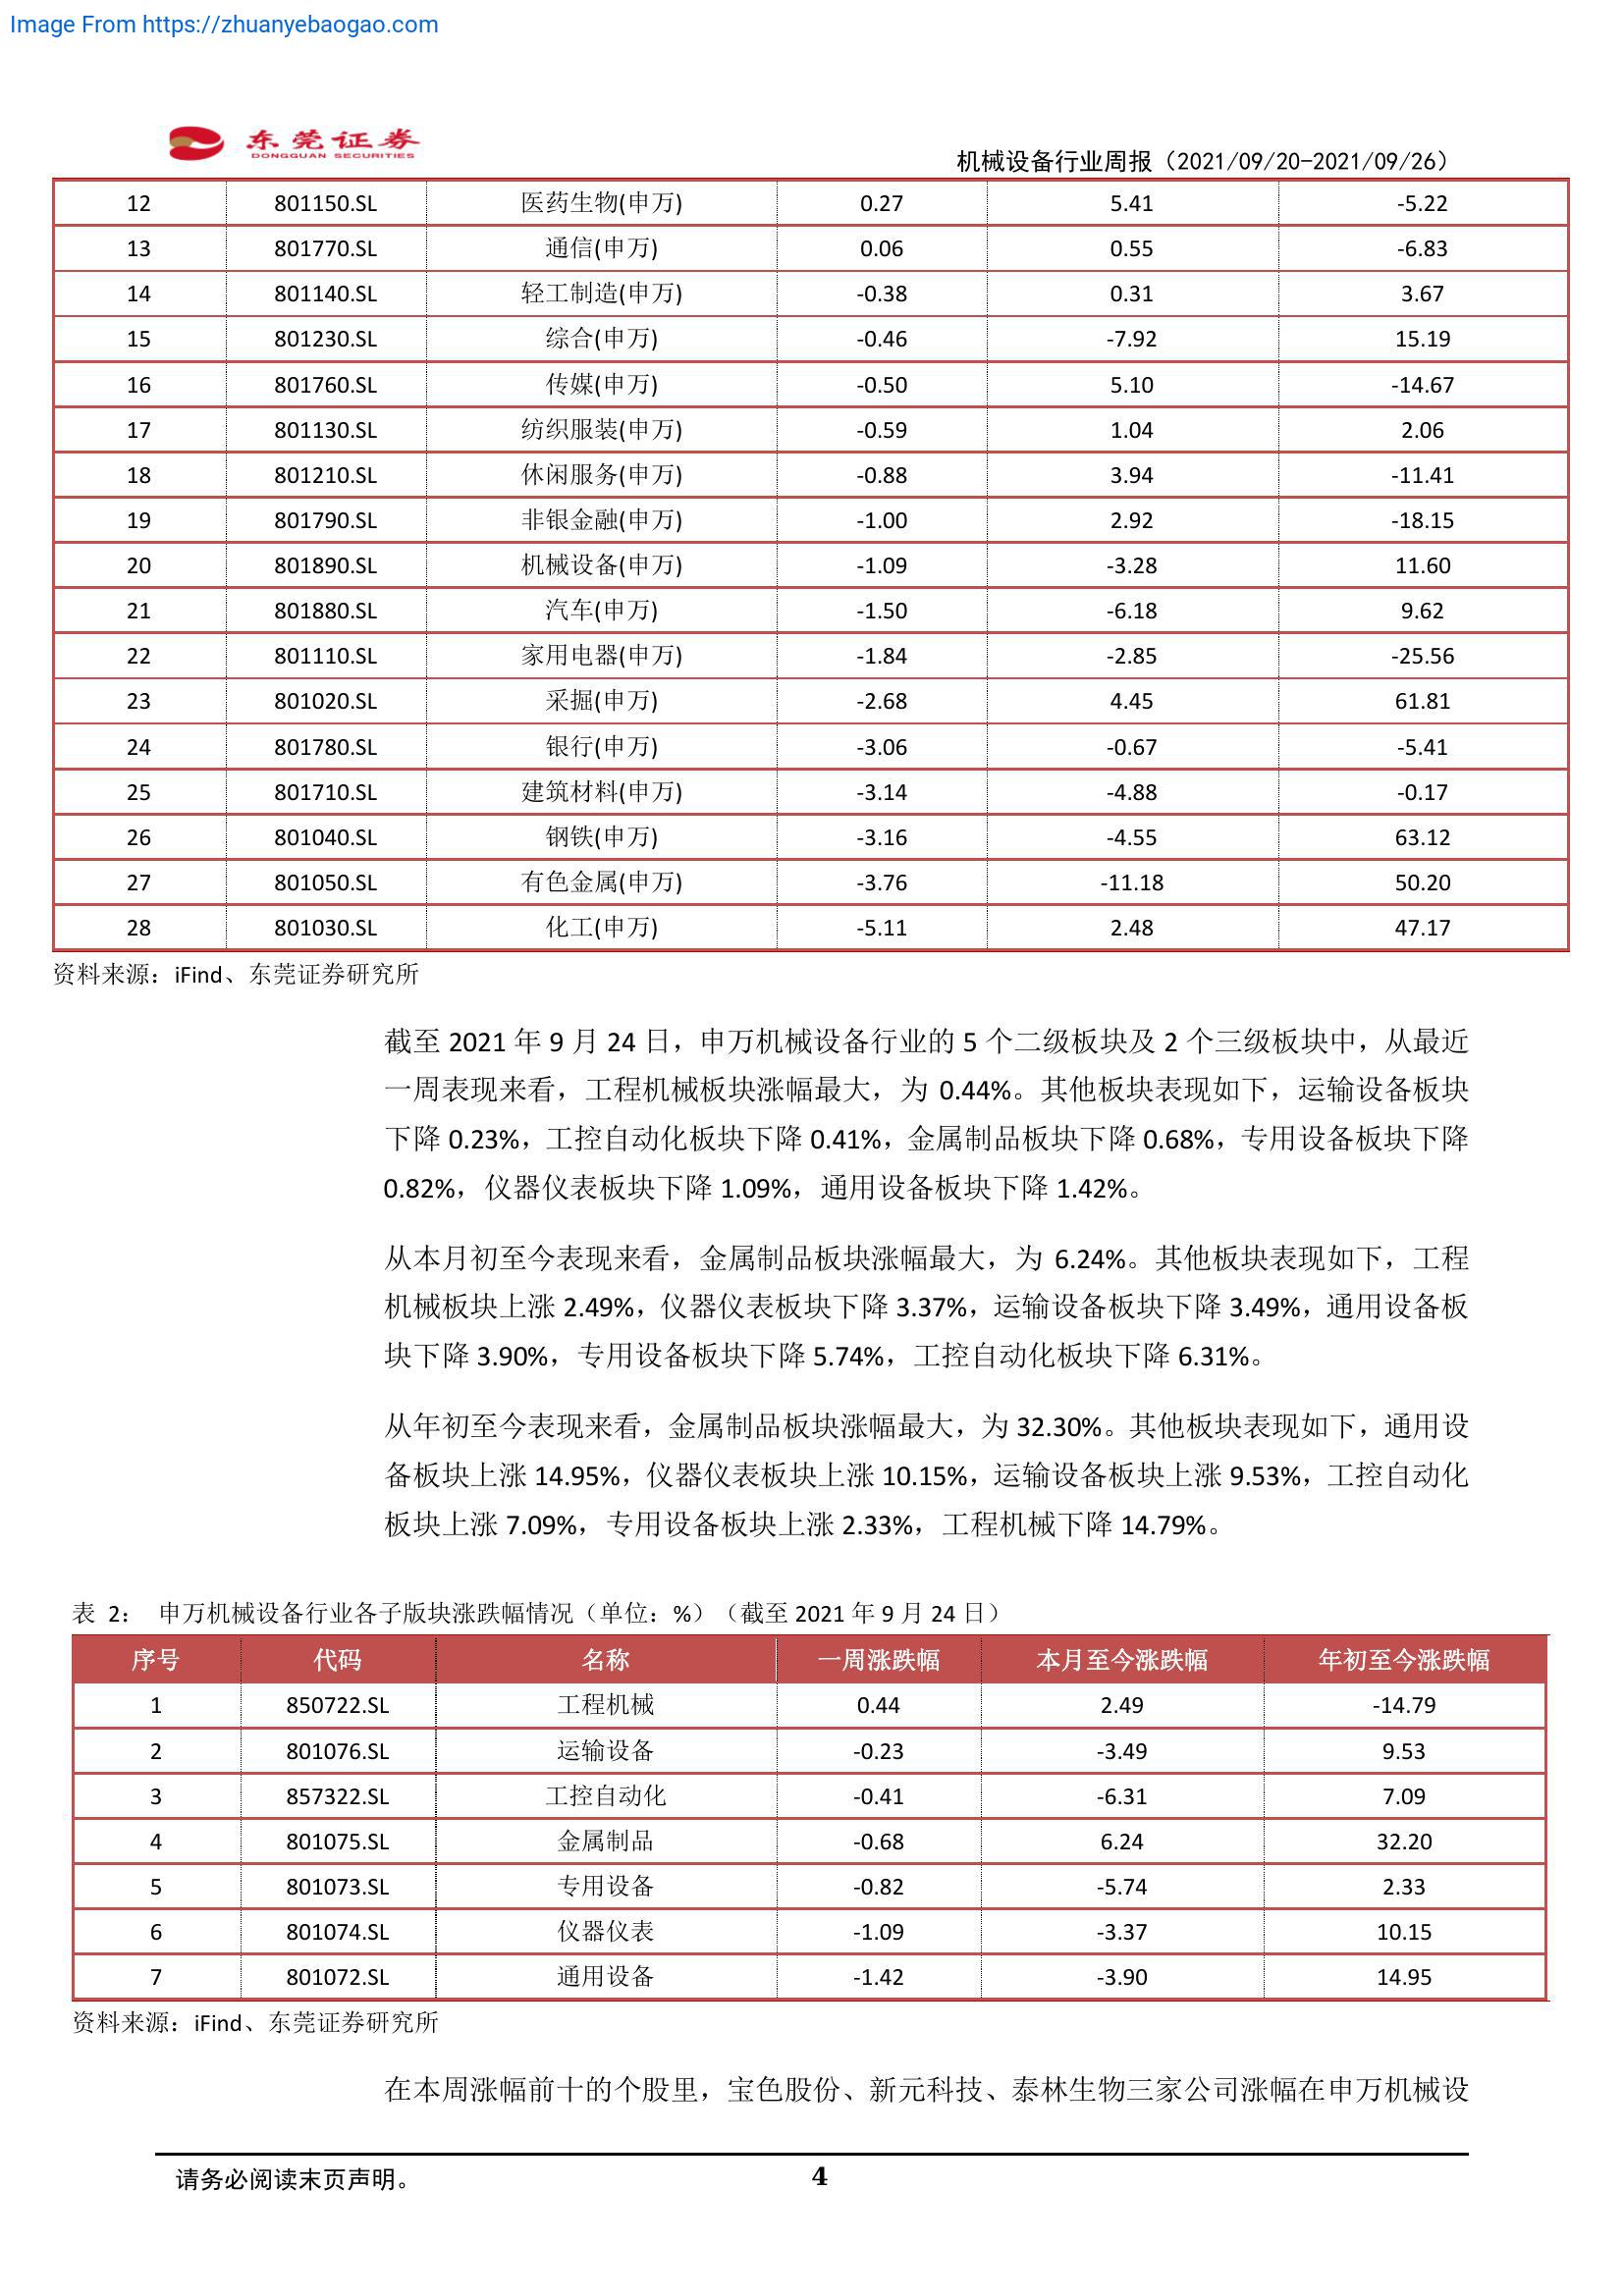 Image From https://zhuanyebaogao.com
东莞证券
DONGGUAN SECURITIES
机械设备行业周报（2021/09/20-2021/09/26）
12 801150.SL 医药生物(申万) 0.27 5.41 -5.22
13 801770.SL 通信(申万) 0.06 0.55 -6.83
14 801140.SL 轻工制造(申万) -0.38 0.31 3.67
15 801230.SL 综合(申万) -0.46 -7.92 15.19
16 801760.SL 传媒(申万) -0.50 5.10 -14.67
17 801130.SL 纺织服装(申万) -0.59 1.04 2.06
18 801210.SL 休闲服务(申万) -0.88 3.94 -11.41
19 801790.SL 非银金融(申万) -1.00 2.92 -18.15
20 801890.SL 机械设备(申万) -1.09 -3.28 11.60
21 801880.SL 汽车(申万) -1.50 -6.18 9.62
22 801110.SL 家用电器(申万) -1.84 -2.85 -25.56
23 801020.SL 采掘(申万) -2.68 4.45 61.81
24 801780.SL 银行(申万) -3.06 -0.67 -5.41
25 801710.SL 建筑材料(申万) -3.14 -4.88 -0.17
26 801040.SL 钢铁(申万) -3.16 -4.55 63.12
27 801050.SL 有色金属(申万) -3.76 -11.18 50.20
28 801030.SL 化工(申万) -5.11 2.48 47.17
资料来源：iFind、东莞证券研究所
截至 2021 年 9 月 24 日，申万机械设备行业的 5 个二级板块及 2 个三级板块中，从最近
一周表现来看，工程机械板块涨幅最大，为 0.44%。其他板块表现如下，运输设备板块
下降 0.23%，工控自动化板块下降 0.41%，金属制品板块下降 0.68%，专用设备板块下降
0.82%，仪器仪表板块下降 1.09%，通用设备板块下降 1.42%。
从本月初至今表现来看，金属制品板块涨幅最大，为 6.24%。其他板块表现如下，工程
机械板块上涨 2.49%，仪器仪表板块下降 3.37%，运输设备板块下降 3.49%，通用设备板
块下降 3.90%，专用设备板块下降 5.74%，工控自动化板块下降 6.31%。
从年初至今表现来看，金属制品板块涨幅最大，为 32.30%。其他板块表现如下，通用设
备板块上涨 14.95%，仪器仪表板块上涨 10.15%，运输设备板块上涨 9.53%，工控自动化
板块上涨 7.09%，专用设备板块上涨 2.33%，工程机械下降 14.79%。
表 2： 申万机械设备行业各子版块涨跌幅情况（单位：%）（截至 2021 年 9 月 24 日）
序号 代码 名称 一周涨跌幅 本月至今涨跌幅 年初至今涨跌幅
1 850722.SL 工程机械 0.44 2.49 -14.79
2 801076.SL 运输设备 -0.23 -3.49 9.53
3 857322.SL 工控自动化 -0.41 -6.31 7.09
4 801075.SL 金属制品 -0.68 6.24 32.20
5 801073.SL 专用设备 -0.82 -5.74 2.33
6 801074.SL 仪器仪表 -1.09 -3.37 10.15
7 801072.SL 通用设备 -1.42 -3.90 14.95
资料来源：iFind、东莞证券研究所
在本周涨幅前十的个股里，宝色股份、新元科技、泰林生物三家公司涨幅在申万机械设
请务必阅读末页声明。
4